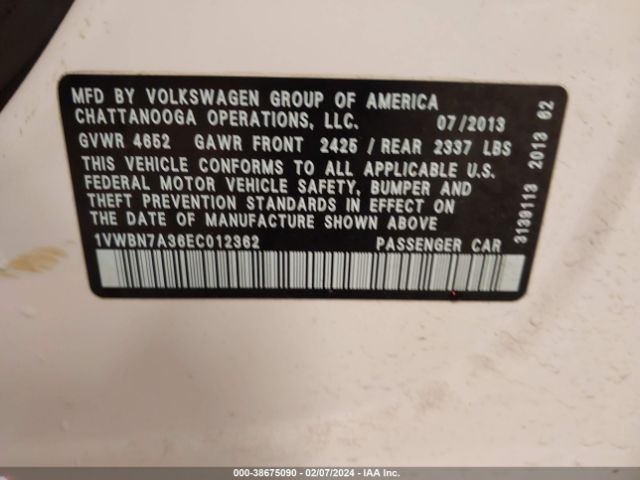 MFD BY VOLKSWAGEN GROUP OF AMERICA
CHATTANOOGA OPERATIONS, LLC. 07/2013
GVWR 4652 GAWR FRONT 2425 / REAR 2337 LBS
THIS VEHICLE CONFORMS TO ALL APPLICABLE U.S.
FEDERAL MOTOR VEHICLE SAFETY, BUMPER AND
THEFT PREVENTION STANDARDS IN EFFECT ON
THE DATE OF MANUFACTURE SHOWN ABOVE
1VWBN7A36EC012362 PASSENGER CAR
3139113 2013 62
000-38675090 - 02/07/2024 - IAA Inc.